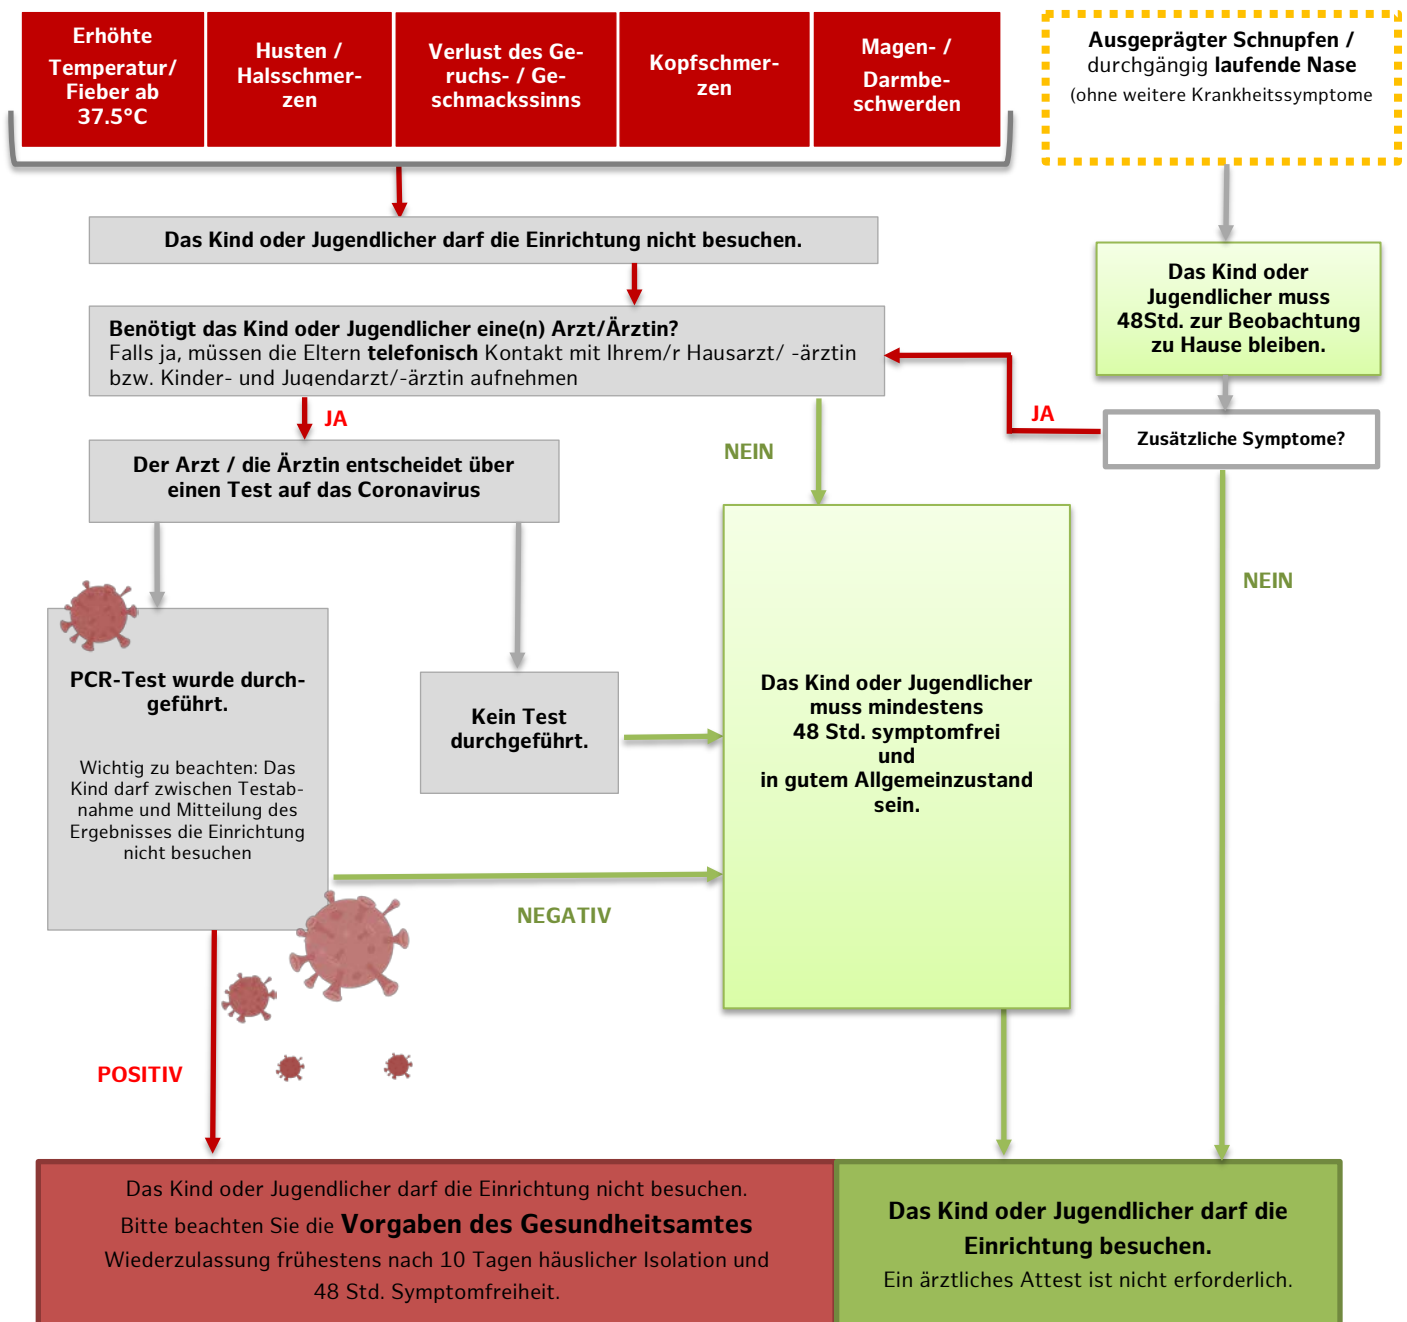 Erhöhte
Temperatur/
Fieber ab
37.5°C
Husten /
Halsschmer-
zen
Verlust des Ge-
ruchs- / Ge-
schmackssinns
Kopfschmer-
zen
Magen- /
Darmbe-
schwerden
Ausgeprägter Schnupfen /
durchgängig laufende Nase
(ohne weitere Krankheitssymptome
Das Kind oder Jugendlicher darf die Einrichtung nicht besuchen.
Das Kind oder
Jugendlicher muss
48Std. zur Beobachtung
zu Hause bleiben.
Benötigt das Kind oder Jugendlicher eine(n) Arzt/Ärztin?
Falls ja, müssen die Eltern telefonisch Kontakt mit Ihrem/r Hausarzt/ -ärztin
bzw. Kinder- und Jugendarzt/-ärztin aufnehmen
JA
JA
Zusätzliche Symptome?
NEIN
Der Arzt / die Ärztin entscheidet über
einen Test auf das Coronavirus
NEIN
PCR-Test wurde durch-
geführt.
Wichtig zu beachten: Das
Kind darf zwischen Testab-
nahme und Mitteilung des
Ergebnisses die Einrichtung
nicht besuchen
Kein Test
durchgeführt.
Das Kind oder Jugendlicher
muss mindestens
48 Std. symptomfrei
und
in gutem Allgemeinzustand
sein.
NEGATIV
POSITIV
Das Kind oder Jugendlicher darf die Einrichtung nicht besuchen.
Bitte beachten Sie die Vorgaben des Gesundheitsamtes
Wiederzulassung frühestens nach 10 Tagen häuslicher Isolation und
48 Std. Symptomfreiheit.
Das Kind oder Jugendlicher darf die
Einrichtung besuchen.
Ein ärztliches Attest ist nicht erforderlich.